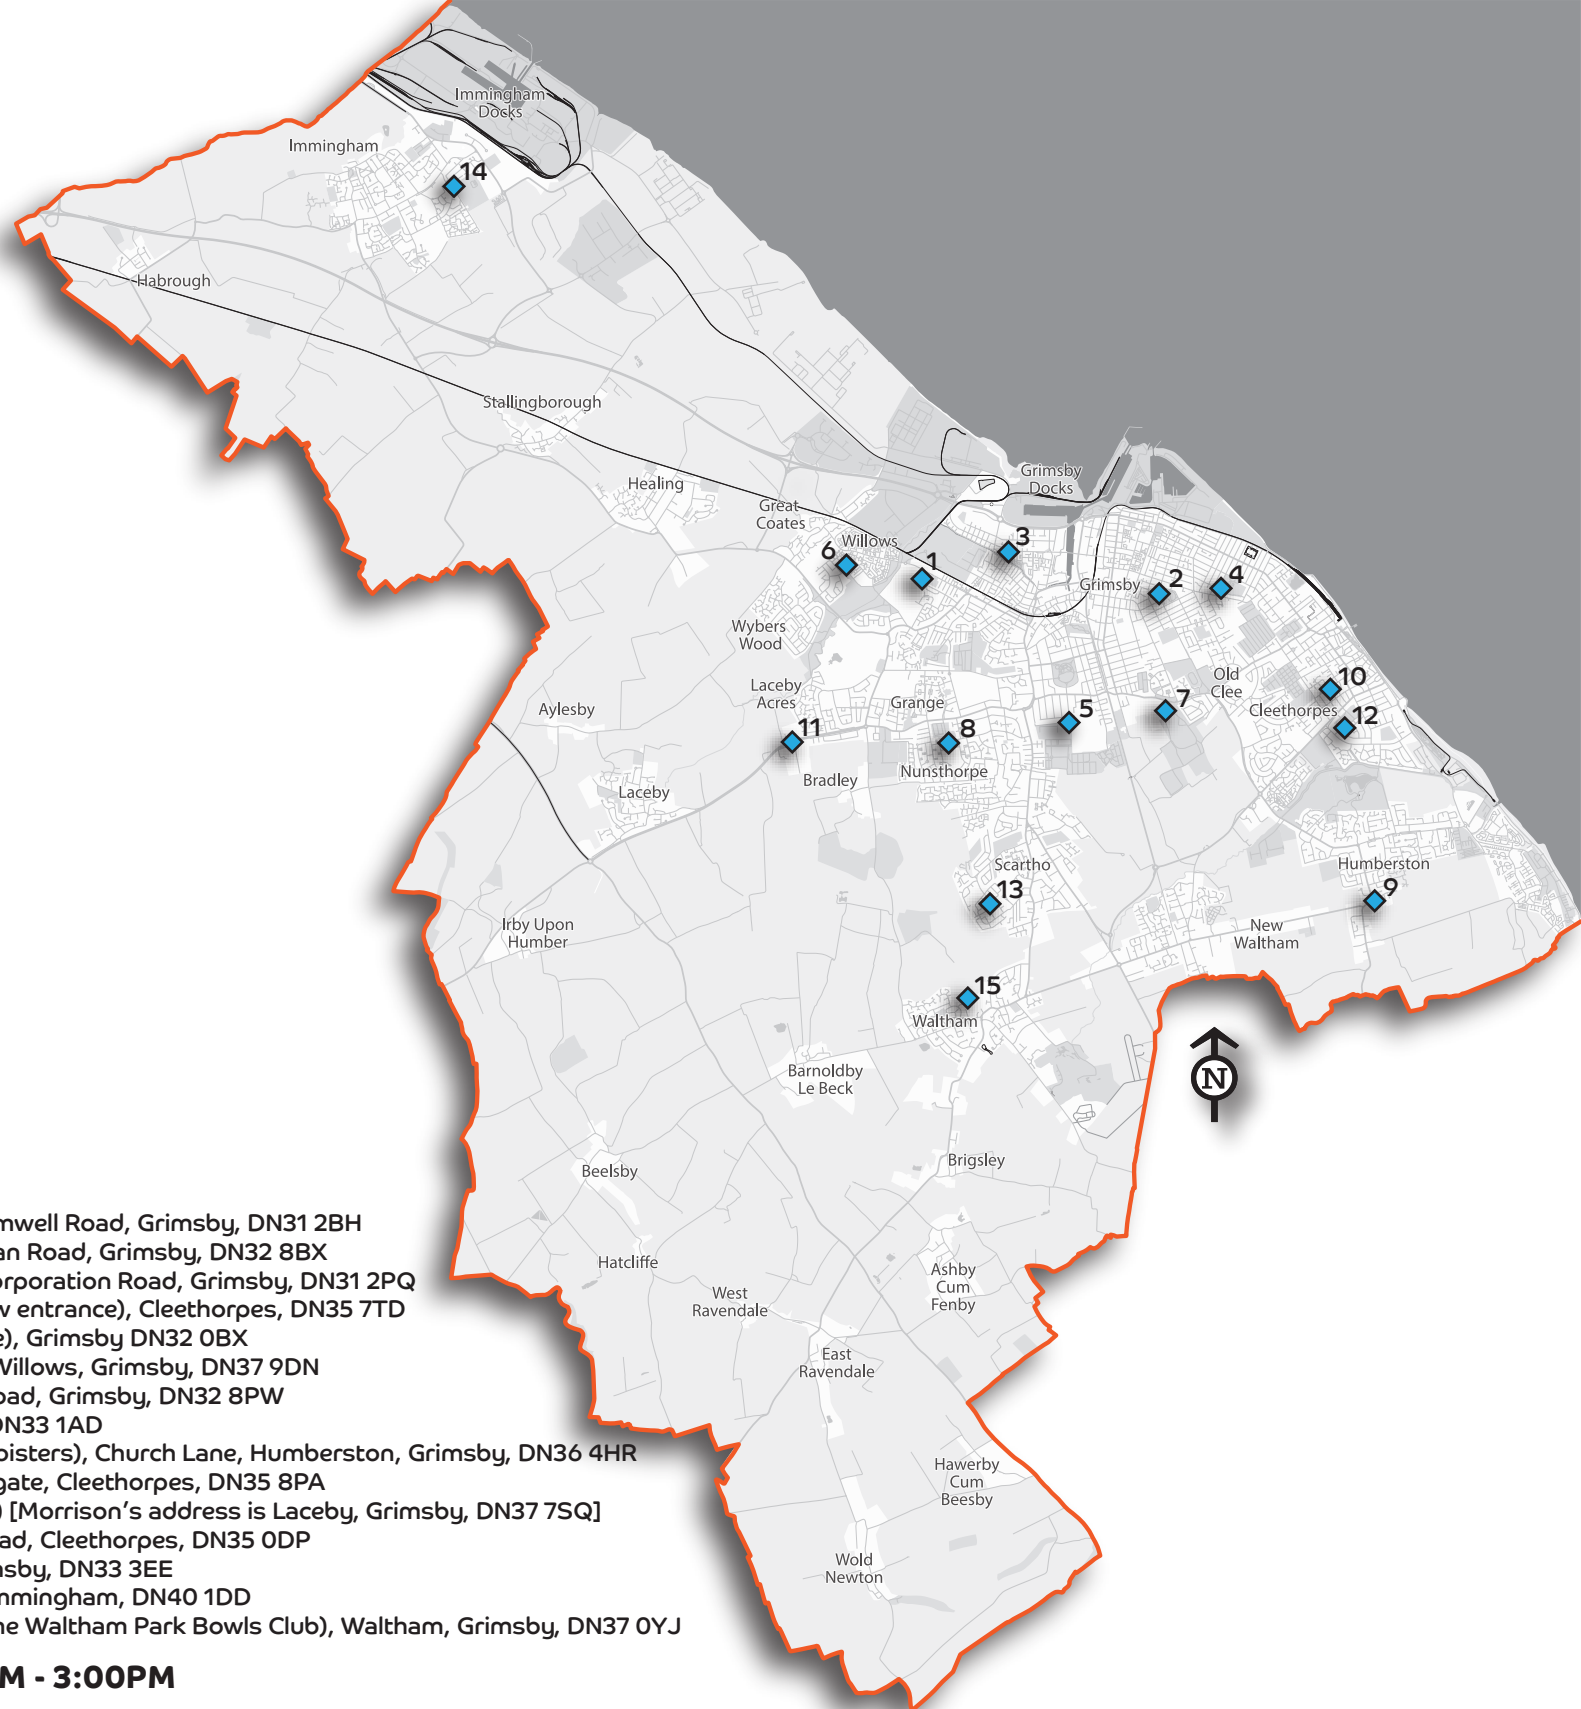 Immingham
Docks
Immingham
14
Habrough
Stallingborough
Healing
Great
Coates
Willows
6
1
Grimsby
Docks
3
Grimsby
2
4
Wybers
Wood
Laceby
Acres
11
Grange
8
Nunsthorpe
5
7
Old
Clee
Cleethorpes
10
12
Aylesby
Laceby
Bradley
Scartho
13
Humberston
9
New
Waltham
Irby Upon
Humber
15
Waltham
N
Barnoldby
Le Beck
Beelsby
Brigsley
Hatcliffe
West
Ravendale
Ashby
Cum
Fenby
East
Ravendale
Hawerby
Cum
Beesby
Wold
Newton
mwell Road, Grimsby, DN31 2BH
an Road, Grimsby, DN32 8BX
orporation Road, Grimsby, DN31 2PQ
w entrance), Cleethorpes, DN35 7TD
e), Grimsby DN32 0BX
Willows, Grimsby, DN37 9DN
oad, Grimsby, DN32 8PW
DN33 1AD
oisters), Church Lane, Humberston, Grimsby, DN36 4HR
gate, Cleethorpes, DN35 8PA
) [Morrison's address is Laceby, Grimsby, DN37 7SQ]
ad, Cleethorpes, DN35 0DP
nsby, DN33 3EE
mmingham, DN40 1DD
he Waltham Park Bowls Club), Waltham, Grimsby, DN37 0YJ
M - 3:00PM